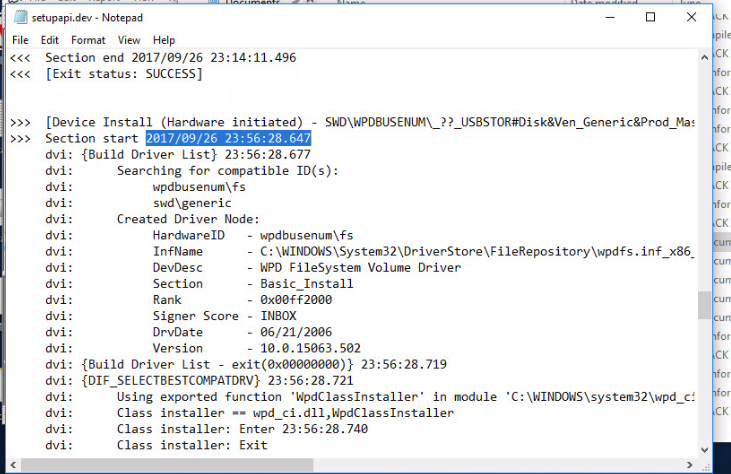 Documents
Name
Date modified
Type
setupapi.dev - Notepad
File Edit Format View Help
<<<  Section end 2017/09/26 23:14:11.496
<<<  [Exit status: SUCCESS]
>>>  [Device Install (Hardware initiated) - SWD\WPDBUSENUM\_??_USBSTOR#Disk&Ven_Generic&Prod_Mas
>>>  Section start 2017/09/26 23:56:28.647
dvi: {Build Driver List} 23:56:28.677
dvi:      Searching for compatible ID(s):
dvi:           wpdbusenum\fs
dvi:           swd\generic
dvi:      Created Driver Node:
dvi:           HardwareID   - wpdbusenum\fs
dvi:           InfName      - C:\WINDOWS\System32\DriverStore\FileRepository\wpdfs.inf_x86_
dvi:           DevDesc      - WPD FileSystem Volume Driver
dvi:           Section      - Basic_Install
dvi:           Rank         - 0x00ff2000
dvi:           Signer Score - INBOX
dvi:           DrvDate      - 06/21/2006
dvi:           Version      - 10.0.15063.502
dvi: {Build Driver List - exit(0x00000000)} 23:56:28.719
dvi: {DIF_SELECTBESTCOMPATDRV} 23:56:28.721
dvi:      Using exported function 'WpdClassInstaller' in module 'C:\WINDOWS\system32\wpd_ci
dvi:      Class installer == wpd_ci.dll,WpdClassInstaller
dvi:      Class installer: Enter 23:56:28.740
dvi:      Class installer: Exit